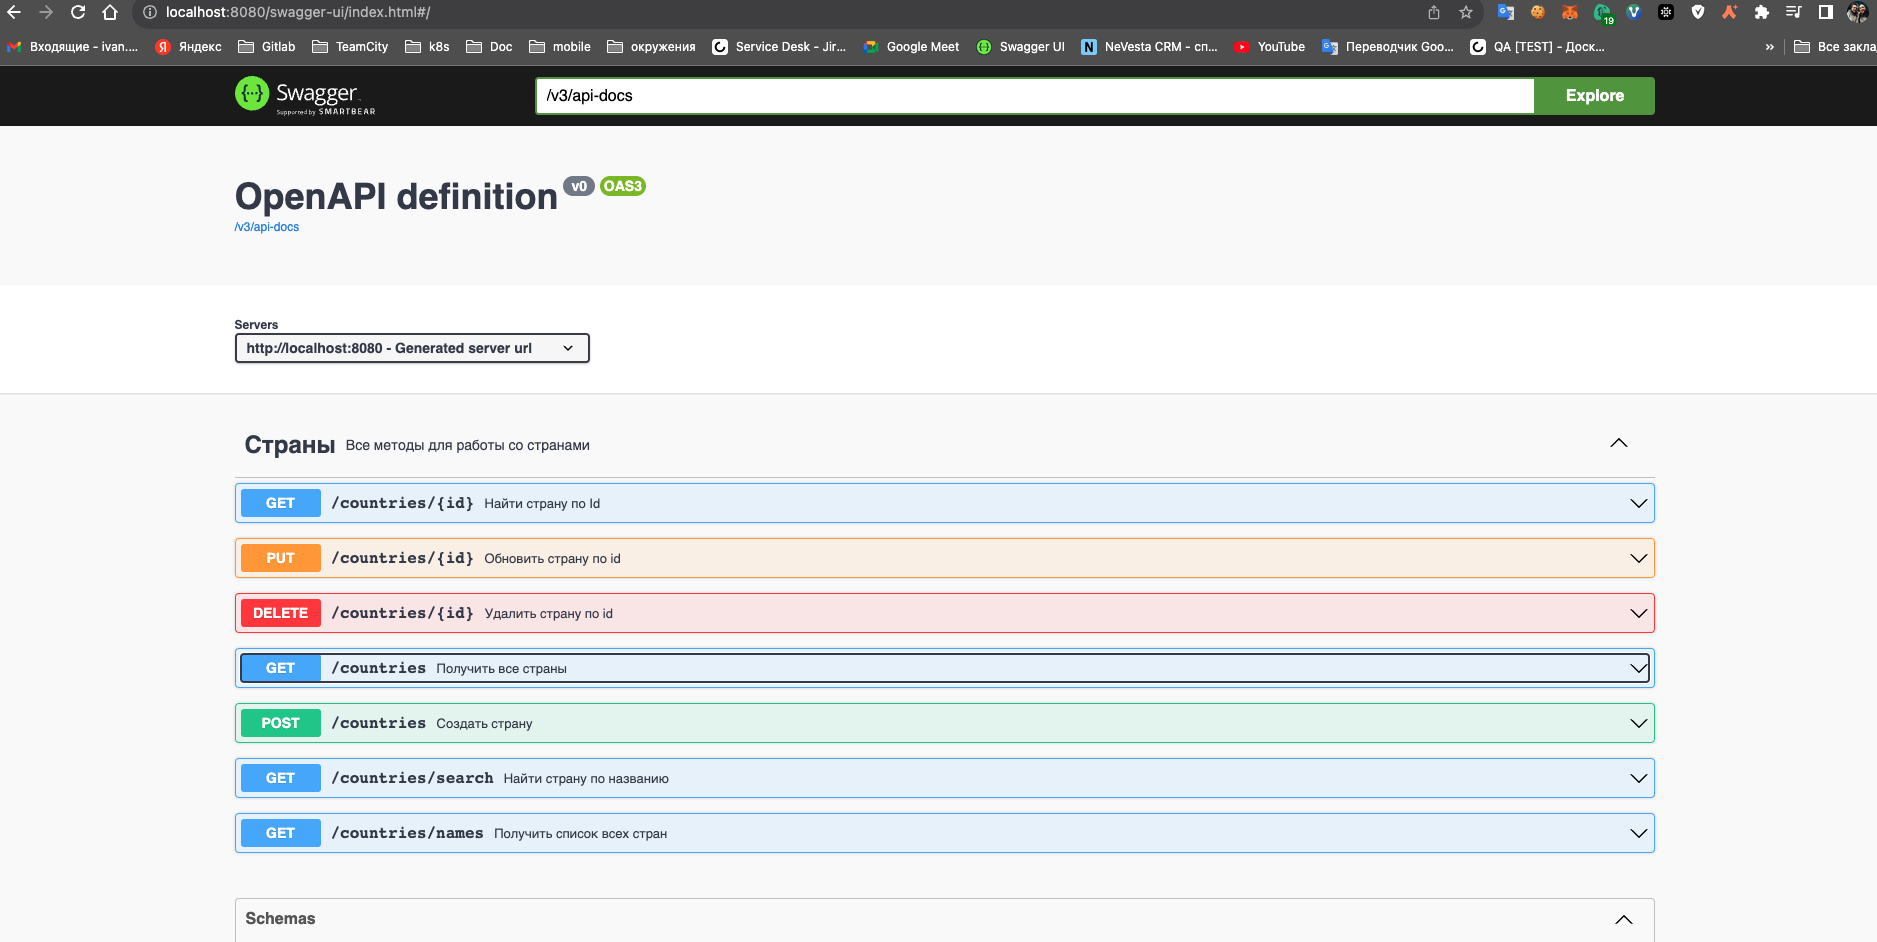 localhost:8080/swagger-ui/index.html#/
19
Входящие - ivan.... Яндекс Gitlab TeamCity k8s Doc mobile окружения Service Desk - Jir... Google Meet Swagger UI NeVesta CRM - сп... YouTube Переводчик Goo... QA [TEST] - Доск... » Все закла
Swagger
Supported by SMARTBEAR
/v3/api-docs
Explore
OpenAPI definition v0 OAS3
/v3/api-docs
Servers
http://localhost:8080 - Generated server url
Страны Все методы для работы со странами
GET /countries/{id} Найти страну по Id
PUT /countries/{id} Обновить страну по id
DELETE /countries/{id} Удалить страну по id
GET /countries Получить все страны
POST /countries Создать страну
GET /countries/search Найти страну по названию
GET /countries/names Получить список всех стран
Schemas